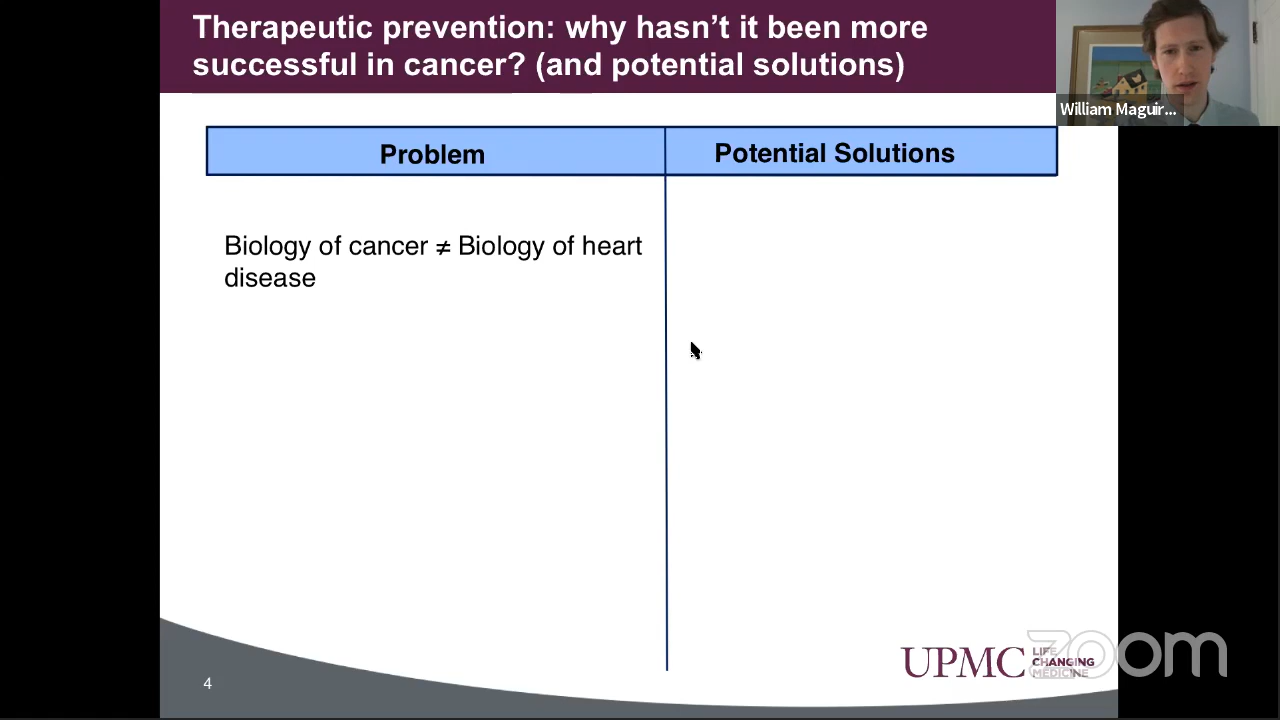 Therapeutic prevention: why hasn’t it been more
successful in cancer? (and potential solutions)
William Maguir...
Problem
Potential Solutions
Biology of cancer ≠ Biology of heart
disease
4
UPMC
LIFE
CHANGING
MEDICINE
zoom